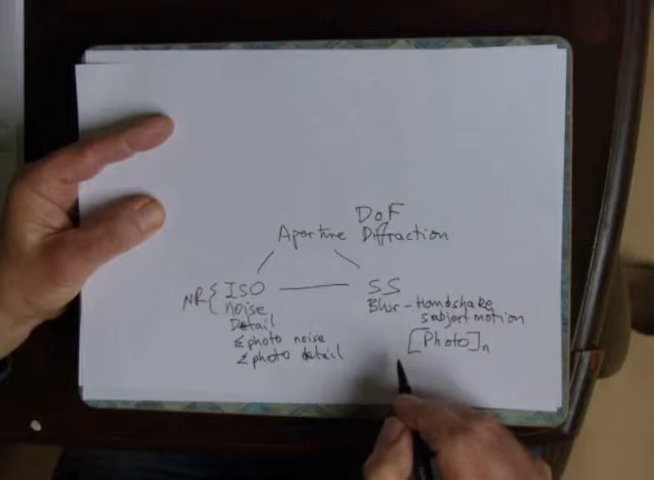 DoF
Aperture Diffraction
NR { ISO
noise
Detail
Σ photo noise
Σ photo detail
SS
Blur - Handshake
subject motion
[Photo]n